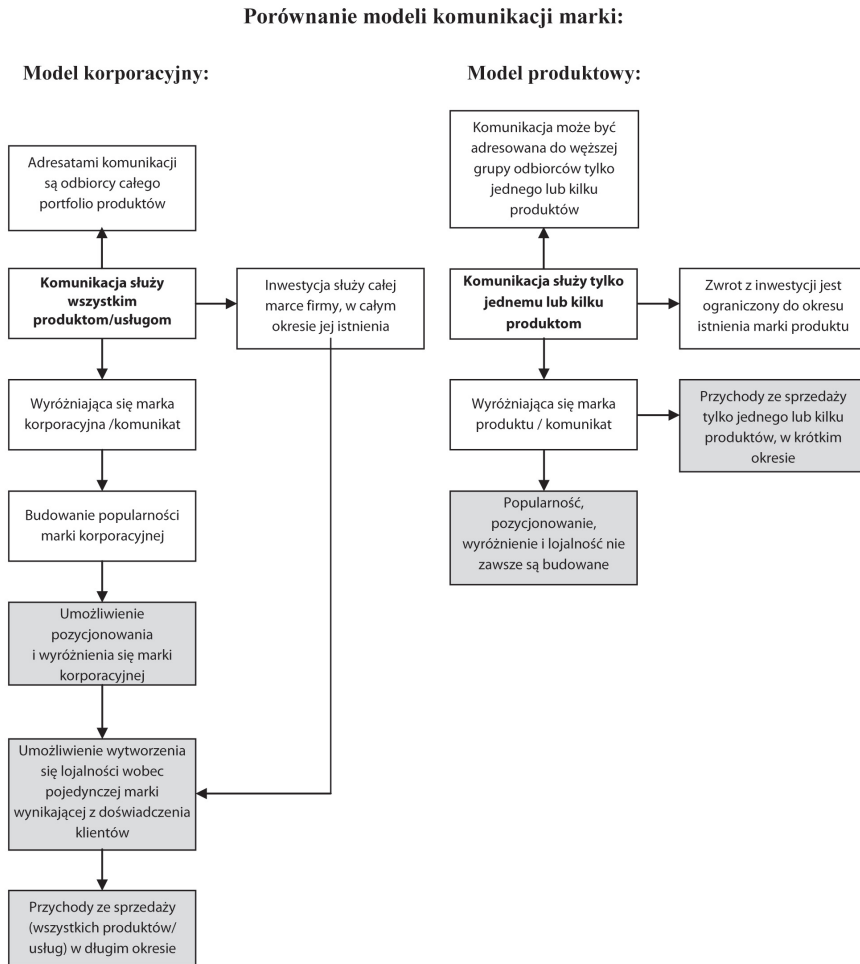 Porównanie modeli komunikacji marki:
Model korporacyjny:
Adresatami komunikacji
są odbiorcy całego
portfolio produktów
Komunikacja służy
wszystkim
produktom/usługom
Inwestycja służy całej
marce firmy, w całym
okresie jej istnienia
Wyróżniająca się marka
korporacyjna /komunikat
Budowanie popularności
marki korporacyjnej
Umożliwienie
pozycjonowania
i wyróżnienia się marki
korporacyjnej
Umożliwienie wytworzenia
się lojalności wobec
pojedynczej marki
wynikającej z doświadczenia
klientów
Przychody ze sprzedaży
(wszystkich produktów/
usług) w długim okresie
Model produktowy:
Komunikacja może być
adresowana do węższej
grupy odbiorców tylko
jednego lub kilku
produktów
Komunikacja służy tylko
jednemu lub kilku
produktom
Zwrot z inwestycji jest
ograniczony do okresu
istnienia marki produktu
Wyróżniająca się marka
produktu / komunikat
Przychody ze sprzedaży
tylko jednego lub kilku
produktów, w krótkim
okresie
Popularność,
pozycjonowanie,
wyróżnienie i lojalność nie
zawsze są budowane